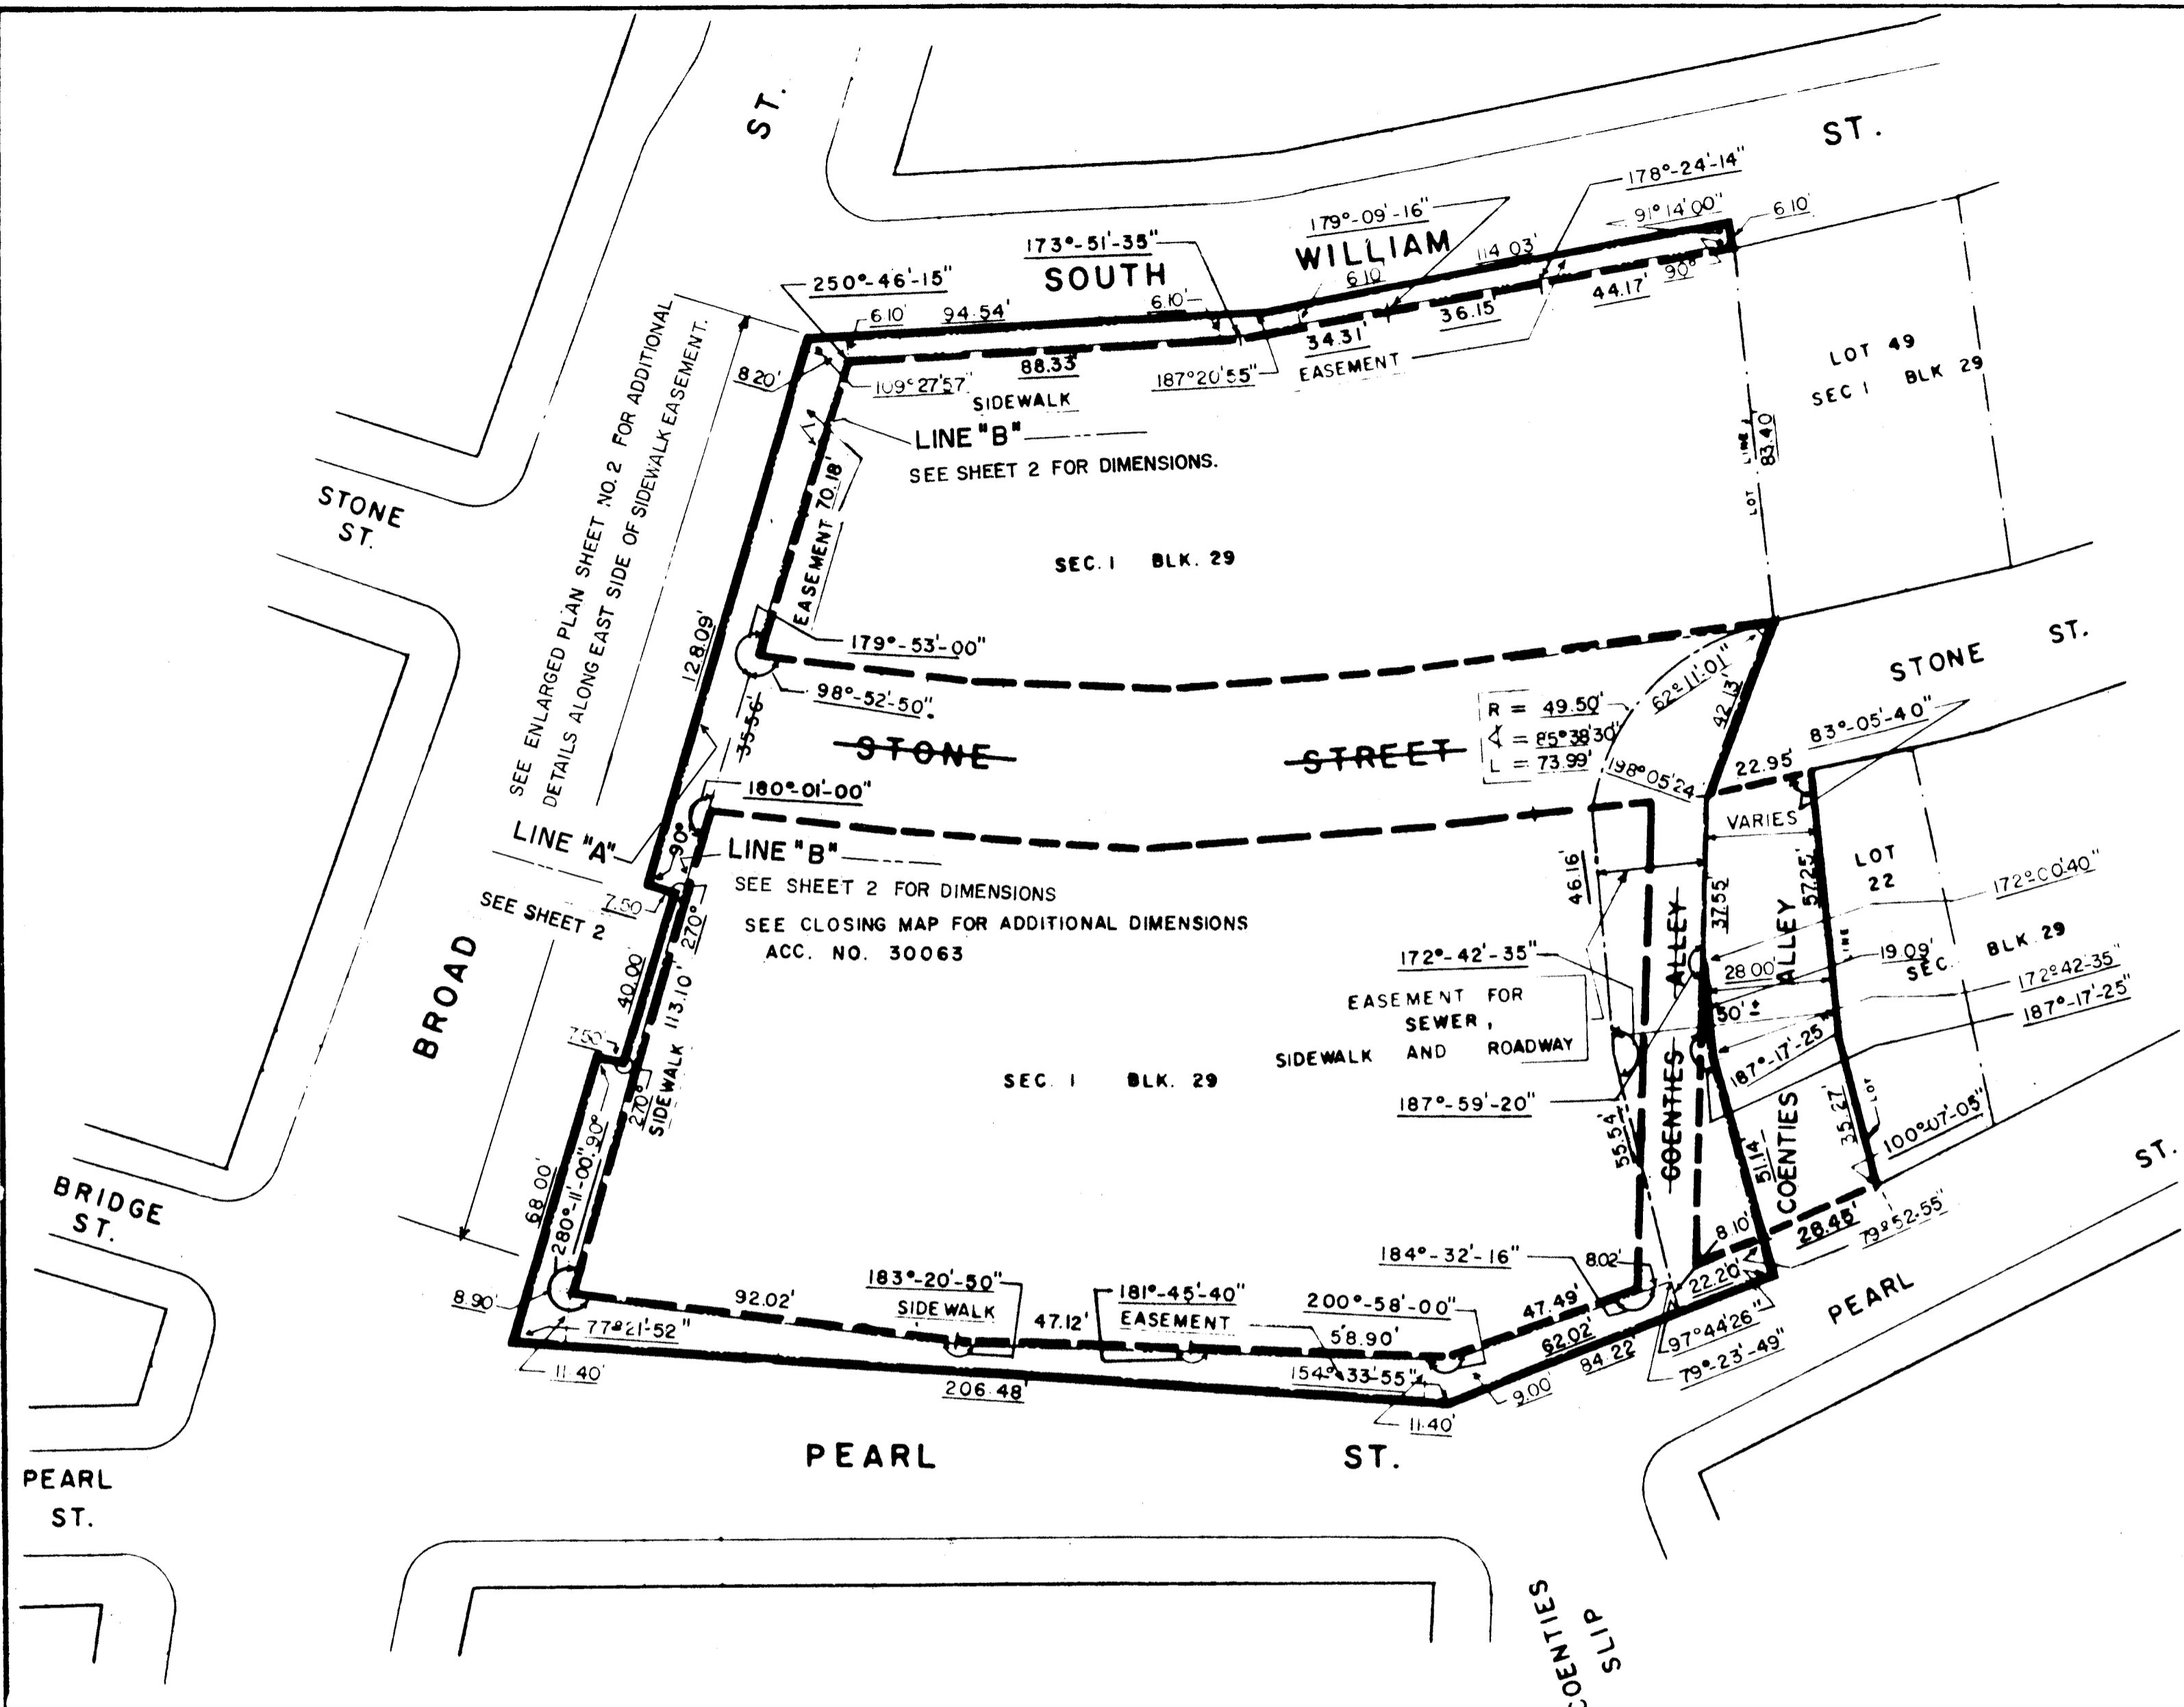 ST.
ST.
178°-24'-14"
91°14'00"
6.10'
179°-09'-16"
WILLIAM
114.03'
173°-51'-35"
SOUTH
6.10'
250°-46'-15"
90°
44.17'
6.10'
94.54'
6.10'
36.15'
34.31'
88.33'
EASEMENT
187°20'55"
8.20'
109°27'57"
SIDEWALK
LINE "B"
SEE SHEET 2 FOR DIMENSIONS.
LOT 49
SEC 1 BLK 29
LOT LINE
83.40'
SEE ENLARGED PLAN SHEET NO. 2 FOR ADDITIONAL
DETAILS ALONG EAST SIDE OF SIDEWALK EASEMENT.
STONE
ST.
EASEMENT 70.18'
SEC. 1 BLK. 29
128.09'
179°-53'-00"
98°-52'-50".
35.56'
STONE STREET
R = 49.50'
∢ = 85°38'30"
L = 73.99'
62°11'01"
42.13'
STONE ST.
83°-05'-40"
22.95'
198°05'24"
VARIES
180°-01'-00"
LINE "A"
90°
LINE "B"
SEE SHEET 2 FOR DIMENSIONS
SEE SHEET 2
7.50'
270°
SEE CLOSING MAP FOR ADDITIONAL DIMENSIONS
ACC. NO. 30063
46.16'
37.55'
57.25'
LOT
22
172°00'40"
BLK. 29
SEC.
LINE
LOT
BROAD
40.00'
7.50'
270°
SIDEWALK 113.10'
172°-42'-35"
EASEMENT FOR
SEWER,
SIDEWALK AND ROADWAY
187°-59'-20"
ALLEY
COENTIES
28.00'
50' ±
ALLEY
COENTIES
19.09'
172°42'35"
187°-17'-25"
187°-17'-25"
SEC. 1 BLK. 29
55.54'
51.14'
35.27'
100°07'-05"
BRIDGE
ST.
68.00'
280°-11'-00"
90°
8.10'
28.45'
79°52'55"
ST.
184°-32'-16"
8.02'
22.20'
8.90'
92.02'
183°-20'-50"
SIDEWALK
47.12'
181°-45'-40"
EASEMENT
200°-58'-00"
58.90'
47.49'
62.02'
84.22'
97°44'26"
79°-23'-49"
PEARL
77°21'52"
11.40'
206.48'
154°33'55"
9.00'
11.40'
PEARL ST.
PEARL
ST.
COENTIES
SLIP